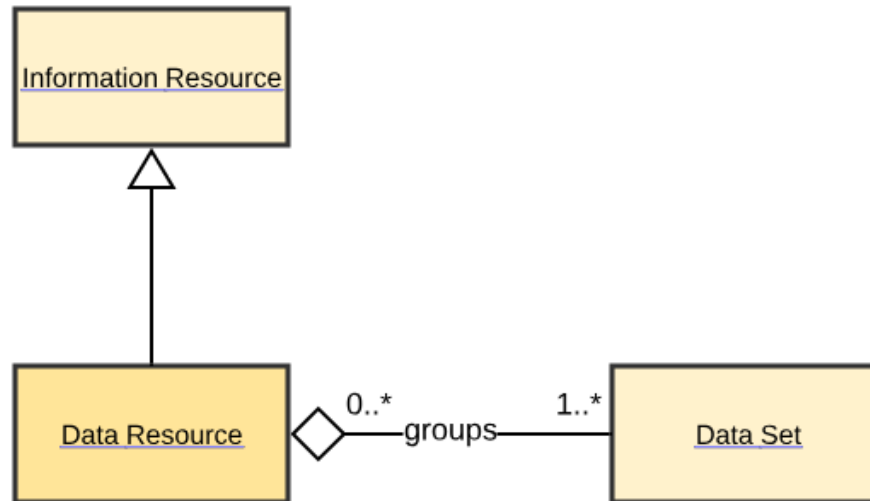 Information Resource
0..*
1..*
Data Resource
groups
Data Set